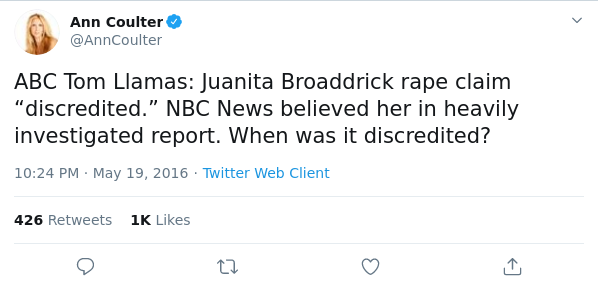 Ann Coulter
@AnnCoulter
ABC Tom Llamas: Juanita Broaddrick rape claim
“discredited.” NBC News believed her in heavily
investigated report. When was it discredited?
10:24 PM · May 19, 2016 · Twitter Web Client
426 Retweets 1K Likes